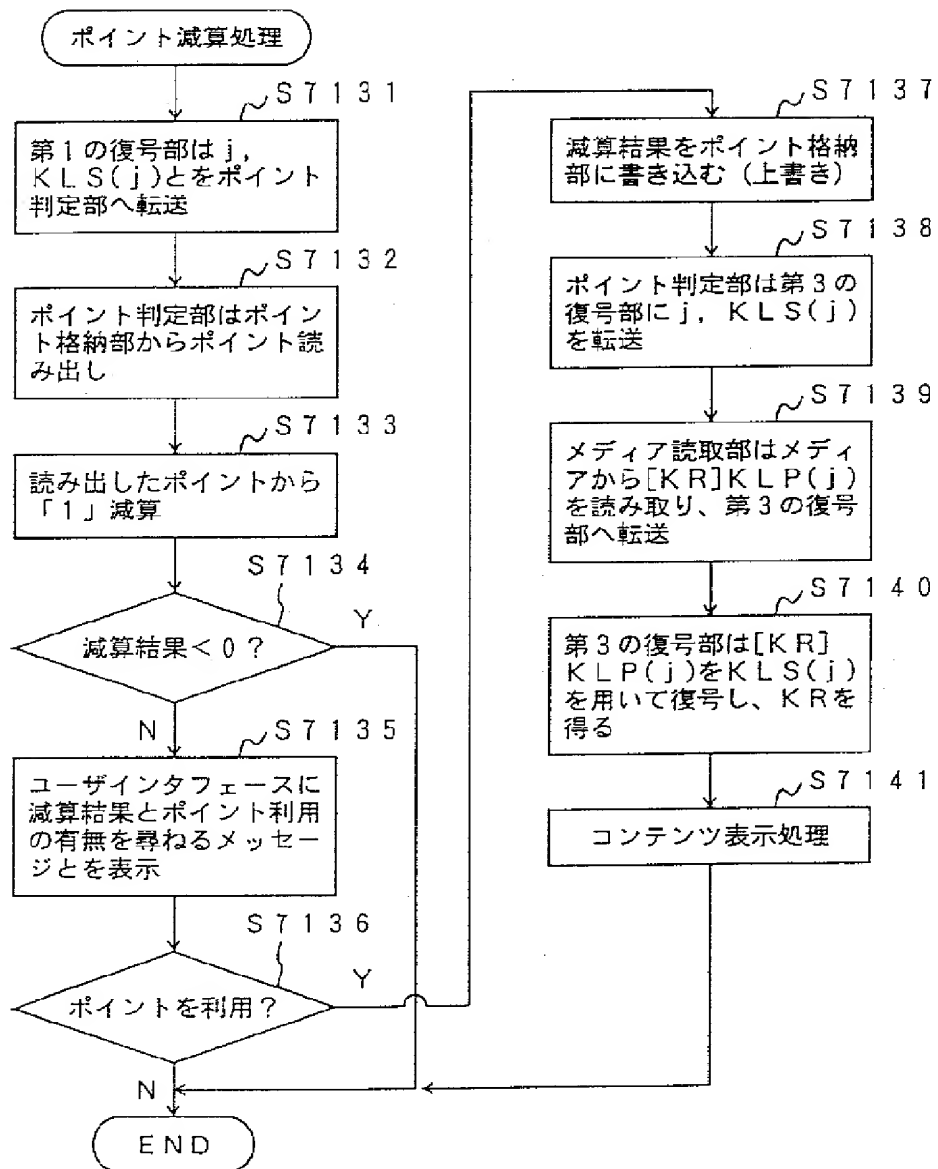 ポイント減算処理
S7131
第1の復号部はj,
KLS(j)とをポイント
判定部へ転送
S7132
ポイント判定部はポイン
ト格納部からポイント読
み出し
S7133
読み出したポイントから
「1」減算
S7134
減算結果<0?
Y
N
S7135
ユーザインタフェースに
減算結果とポイント利用
の有無を尋ねるメッセー
ジとを表示
S7136
ポイントを利用?
Y
N
END
S7137
減算結果をポイント格納
部に書き込む(上書き)
S7138
ポイント判定部は第3の
復号部にj, KLS(j)
を転送
S7139
メディア読取部はメディ
アから[KR]KLP(j)
を読み取り、第3の復号
部へ転送
S7140
第3の復号部は[KR]
KLP(j)をKLS(j)
を用いて復号し、KRを
得る
S7141
コンテンツ表示処理